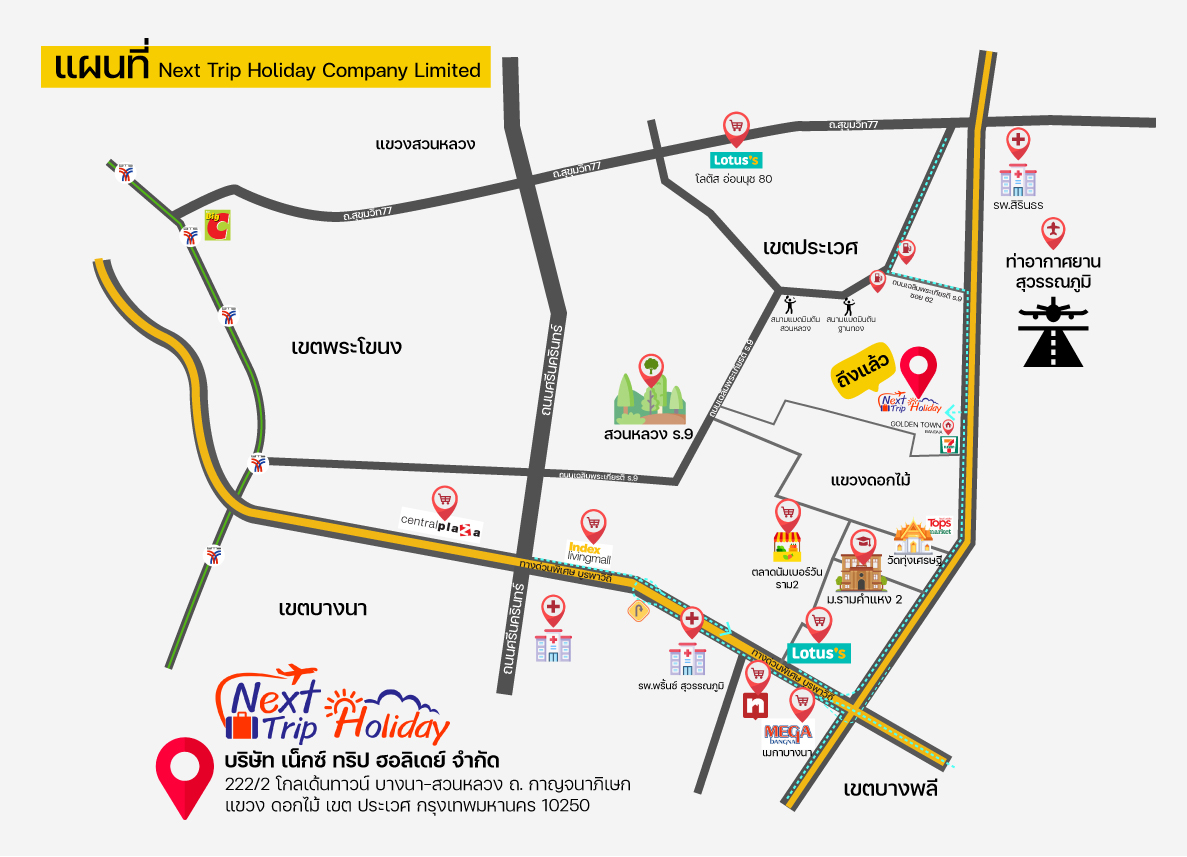 แผนที่ Next Trip Holiday Company Limited
แขวงสวนหลวง
ถ.สุขุมวิท77
ถ.สุขุมวิท77
ถ.สุขุมวิท77
Lotus's
โลตัส อ่อนนุช 80
รพ.สิรินธร
Big C
เขตประเวศ
ท่าอากาศยาน
สุวรรณภูมิ
ถนนเฉลิมพระเกียรติ ร.9
ซอย 62
สนามแบดมินตัน
สวนหลวง
สนามแบดมินตัน
ฐานทอง
เขตพระโขนง
ถนนศรีนครินทร์
ถนนเฉลิมพระเกียรติ ร.9
ถึงแล้ว
Next Trip Holiday
GOLDEN TOWN
BANGNA
7 ELEVEN
สวนหลวง ร.9
ถนนเฉลิมพระเกียรติ ร.9
แขวงดอกไม้
centralplaza
Index
livingmall
Tops
market
วัดทุ่งเศรษฐี
ตลาดนัมเบอร์วัน
ราม2
ม.รามคำแหง 2
ทางด่วนพิเศษ บูรพาวิถี
เขตบางนา
ถนนศรีนครินทร์
Lotus's
รพ.พริ้นซ์ สุวรรณภูมิ
ทางด่วนพิเศษ บูรพาวิถี
MEGA
BANGNA
เมกาบางนา
เขตบางพลี
Next Trip Holiday
บริษัท เน็กซ์ ทริป ฮอลิเดย์ จำกัด
222/2 โกลเด้นทาวน์ บางนา-สวนหลวง ถ. กาญจนาภิเษก
แขวง ดอกไม้ เขต ประเวศ กรุงเทพมหานคร 10250